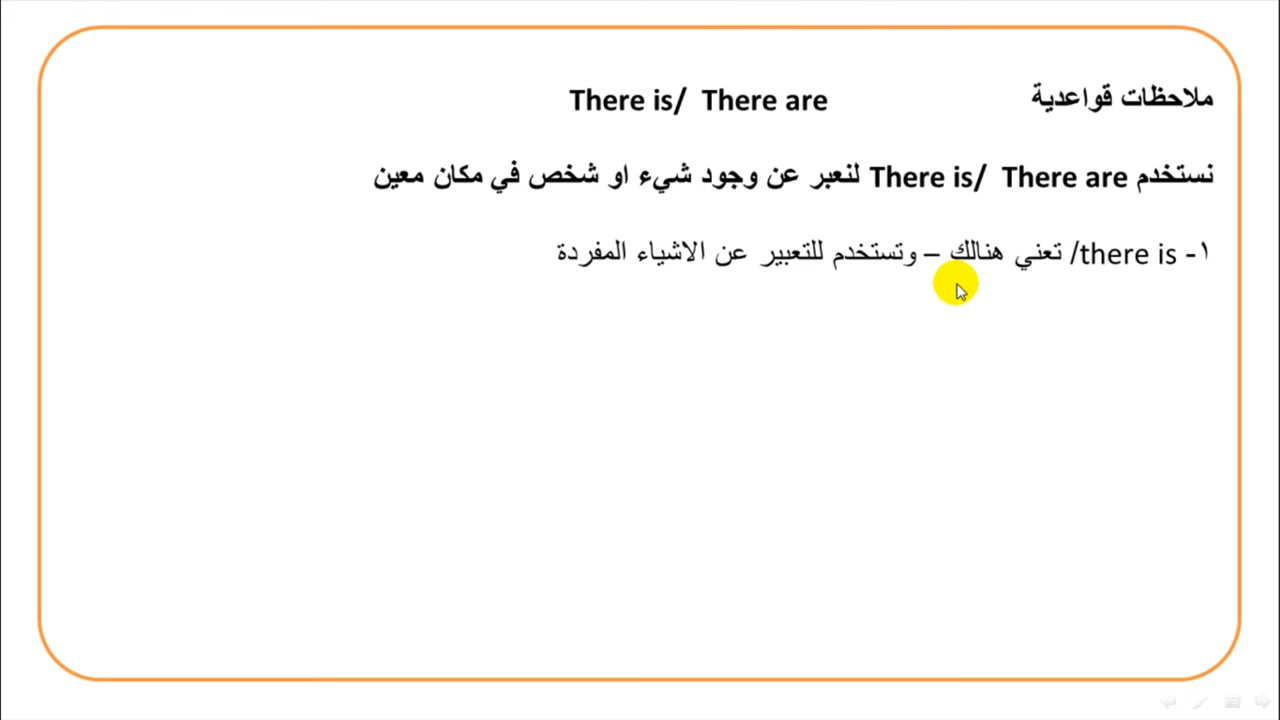 ملاحظات قواعدية There is/ There are
نستخدم There is/ There are لنعبر عن وجود شيء او شخص في مكان معين
١- there is/ تعني هنالك – وتستخدم للتعبير عن الاشياء المفردة